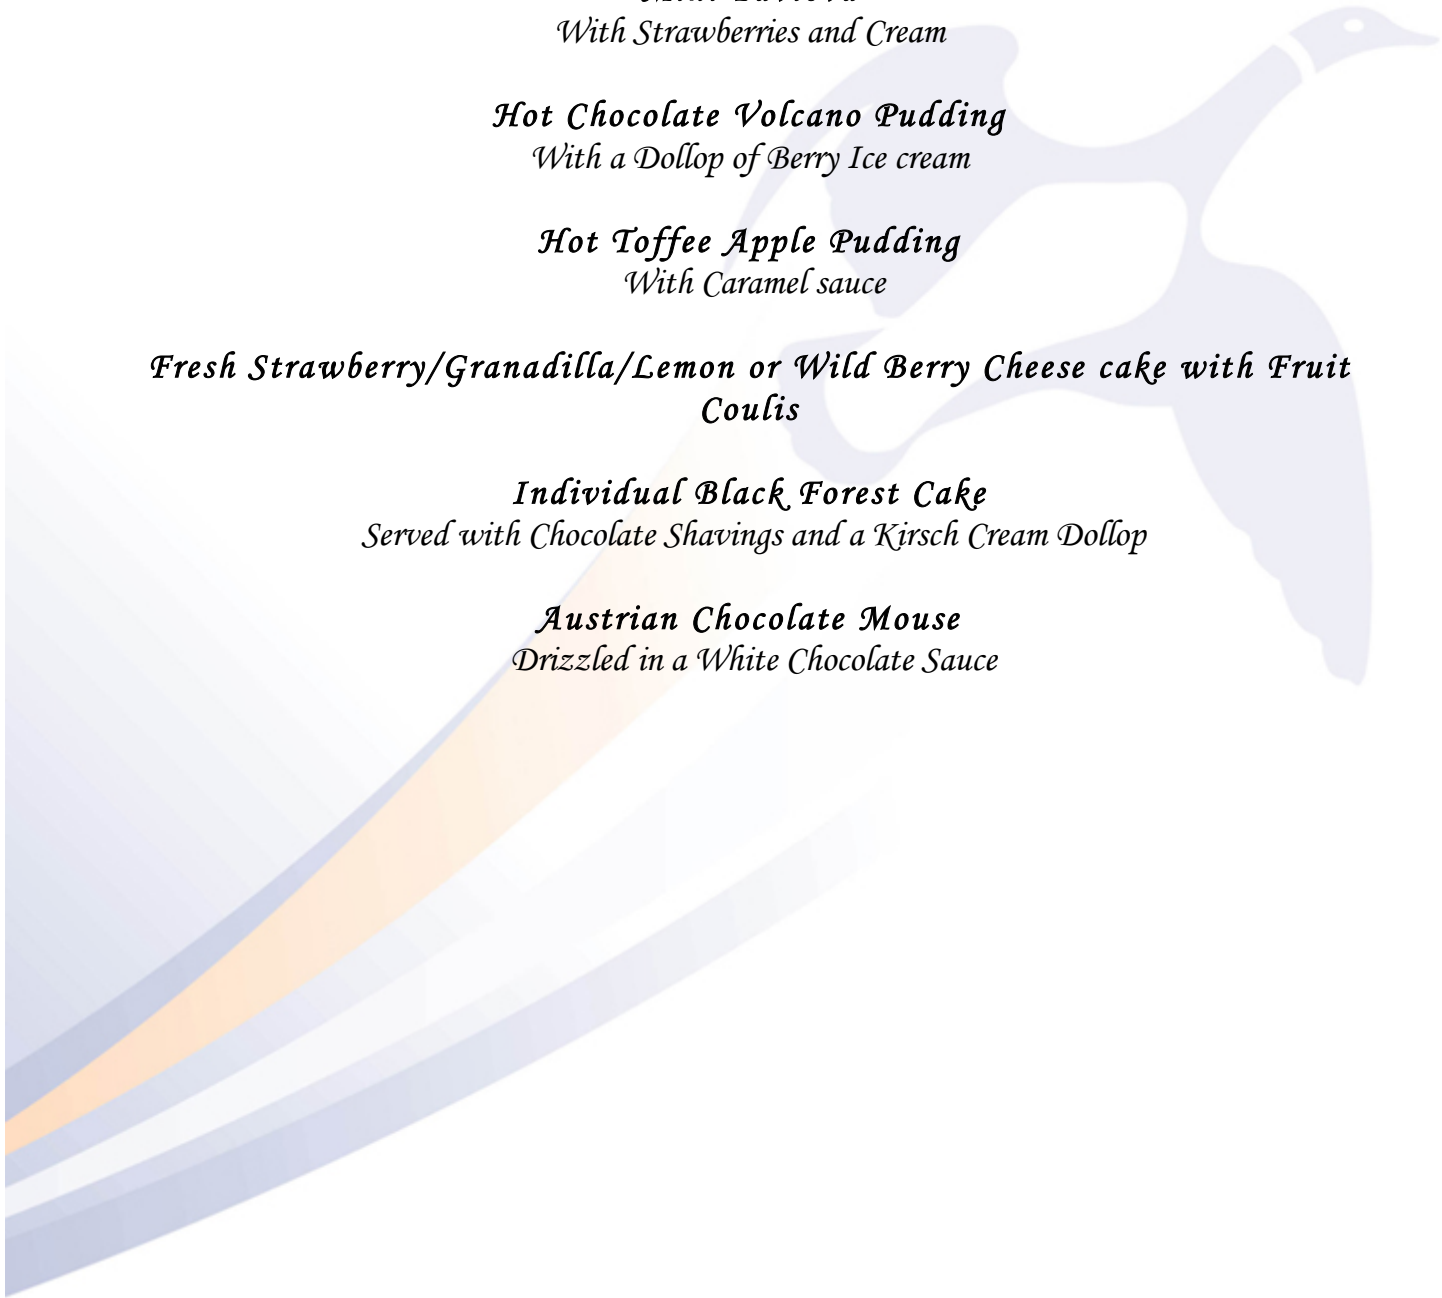 With Strawberries and Cream
Hot Chocolate Volcano Pudding
With a Dollop of Berry Ice cream
Hot Toffee Apple Pudding
With Caramel sauce
Fresh Strawberry/Granadilla/Lemon or Wild Berry Cheese cake with Fruit
Coulis
Individual Black Forest Cake
Served with Chocolate Shavings and a Kirsch Cream Dollop
Austrian Chocolate Mouse
Drizzled in a White Chocolate Sauce